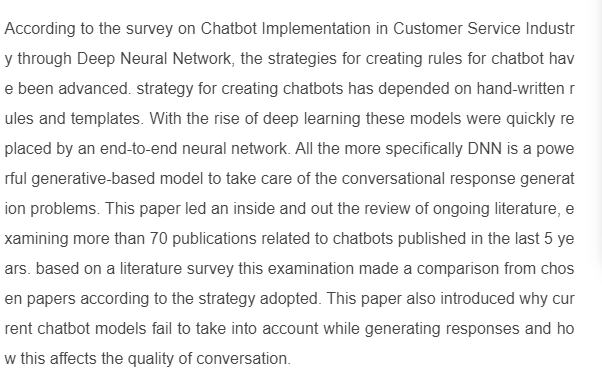 According to the survey on Chatbot Implementation in Customer Service Industr
y through Deep Neural Network, the strategies for creating rules for chatbot hav
e been advanced. strategy for creating chatbots has depended on hand-written r
ules and templates. With the rise of deep learning these models were quickly re
placed by an end-to-end neural network. All the more specifically DNN is a powe
rful generative-based model to take care of the conversational response generat
ion problems. This paper led an inside and out the review of ongoing literature, e
xamining more than 70 publications related to chatbots published in the last 5 ye
ars. based on a literature survey this examination made a comparison from chos
en papers according to the strategy adopted. This paper also introduced why cur
rent chatbot models fail to take into account while generating responses and ho
w this affects the quality of conversation.